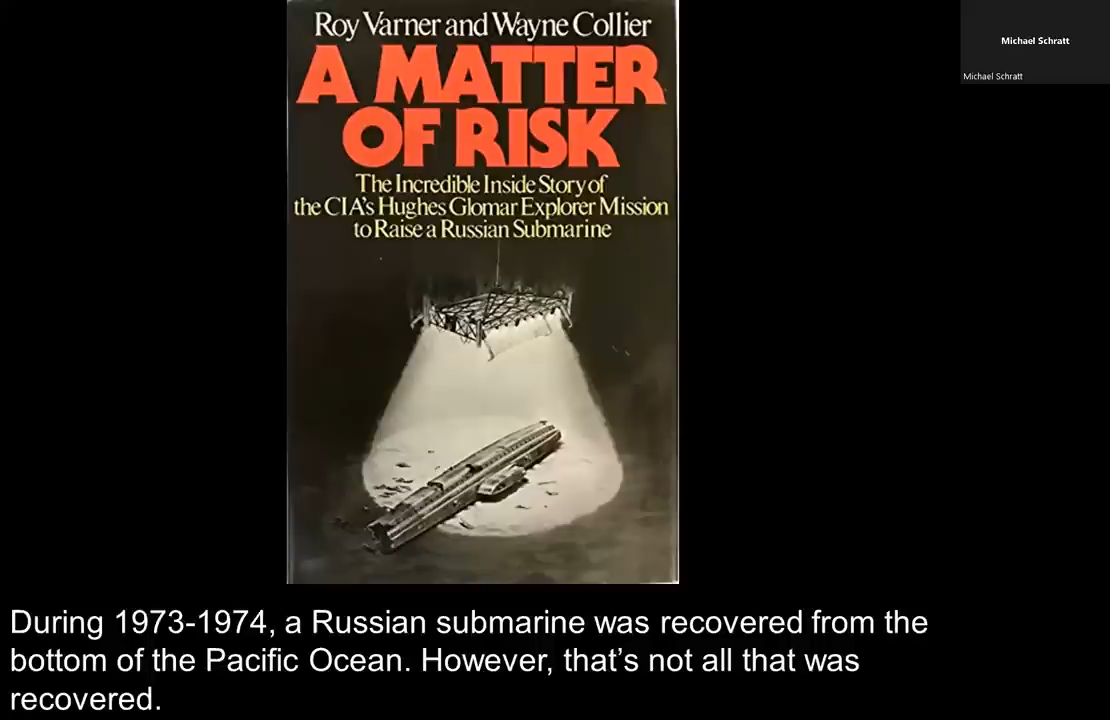 Roy Varner and Wayne Collier
A MATTER
OF RISK
The Incredible Inside Story of
the CIA's Hughes Glomar Explorer Mission
to Raise a Russian Submarine
Michael Schratt
Michael Schratt
During 1973-1974, a Russian submarine was recovered from the
bottom of the Pacific Ocean. However, that’s not all that was
recovered.